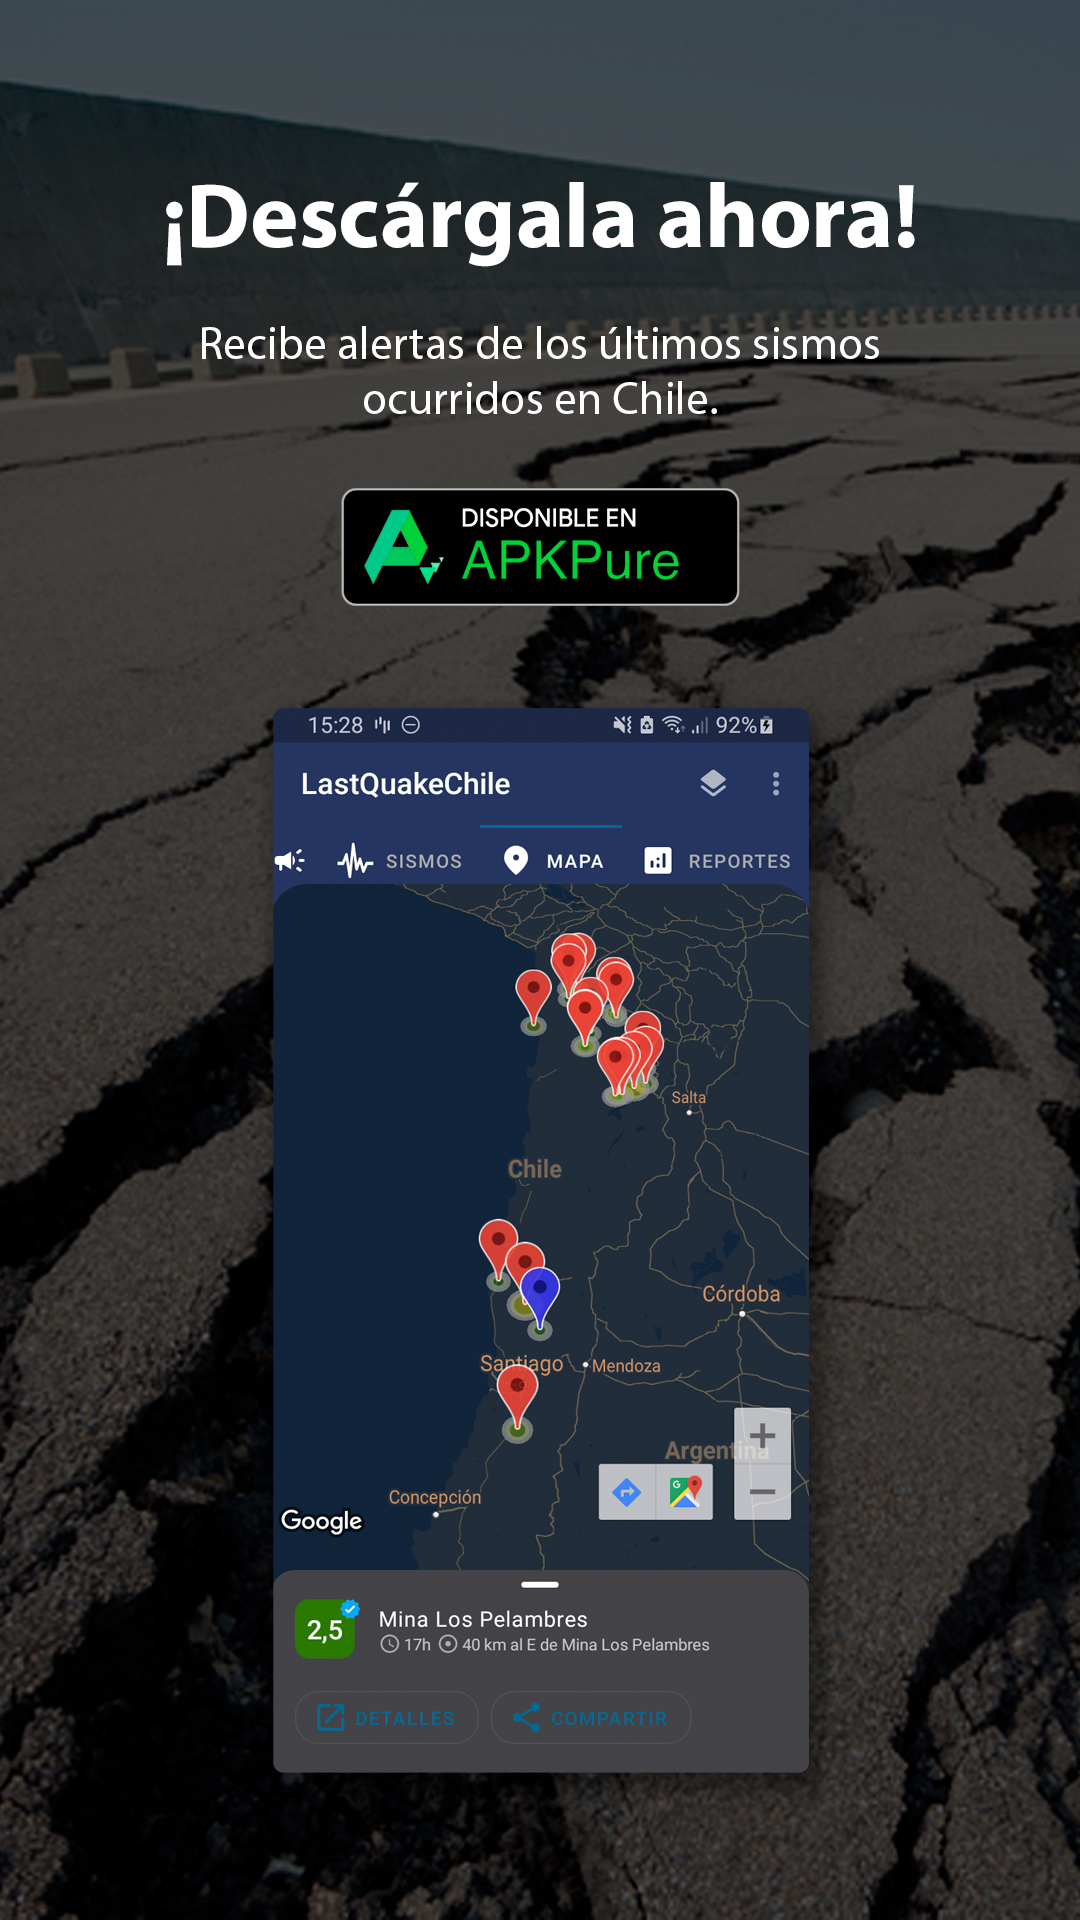 ¡Descárgala ahora!
Recibe alertas de los últimos sismos
ocurridos en Chile.
DISPONIBLE EN
APKPure
15:28 92%
LastQuakeChile
SISMOS MAPA REPORTES
Salta
Chile
Córdoba
Santiago Mendoza
Argentina
Concepción
Google
2,5 Mina Los Pelambres
17h 40 km al E de Mina Los Pelambres
DETALLES COMPARTIR